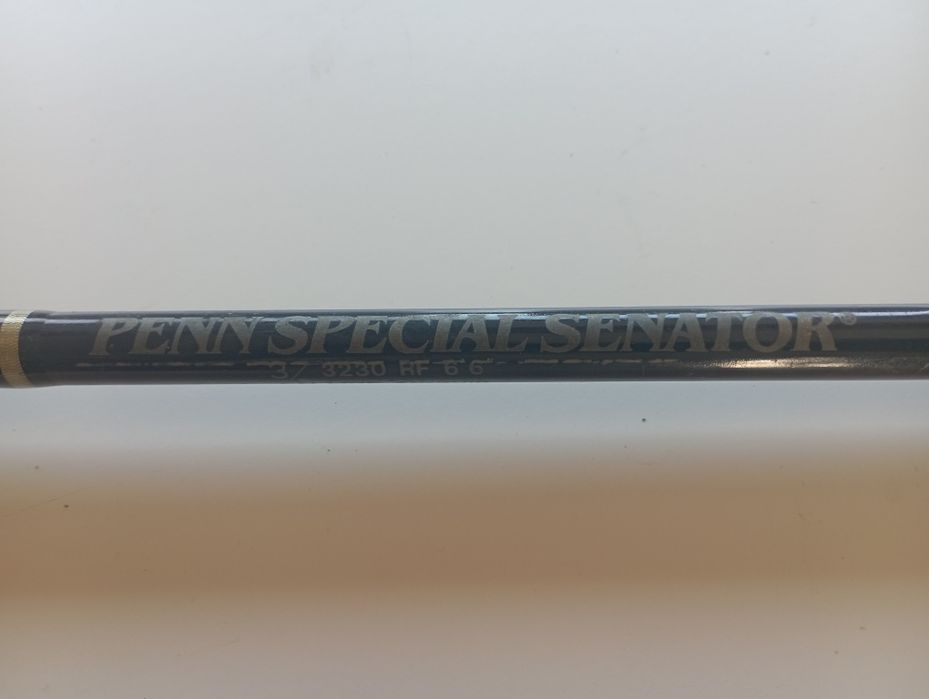 PENN SPECIAL SENATOR®
37 3230 RF 6'6"